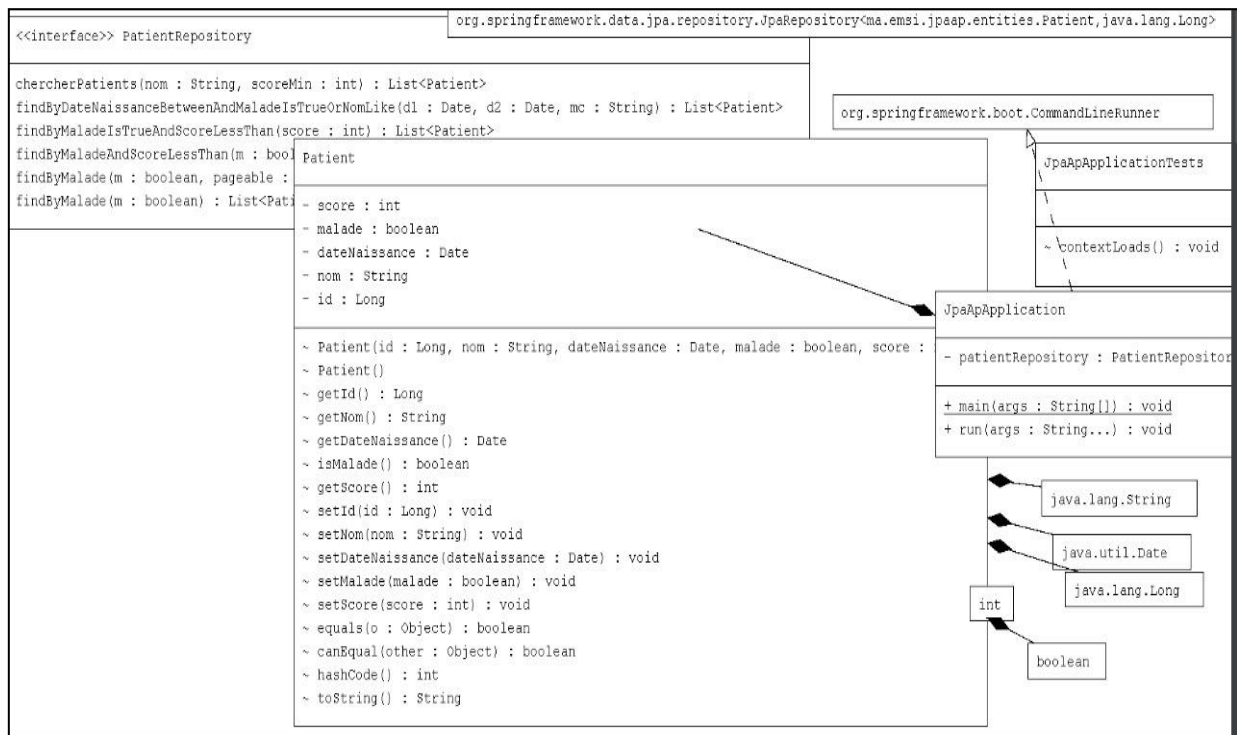 org.springframework.data.jpa.repository.JpaRepository<ma.emsi.jpaap.entities.Patient,java.lang.Long>
<<interface>> PatientRepository
chercherPatients(nom : String, scoreMin : int) : List<Patient>
findByDateNaissanceBetweenAndMaladeIsTrueOrNomLike(d1 : Date, d2 : Date, mc : String) : List<Patient>
findByMaladeIsTrueAndScoreLessThan(score : int) : List<Patient>
findByMaladeAndScoreLessThan(m : bool
findByMalade(m : boolean, pageable :
findByMalade(m : boolean) : List<Pati
Patient
- score : int
- malade : boolean
- dateNaissance : Date
- nom : String
- id : Long
~ Patient(id : Long, nom : String, dateNaissance : Date, malade : boolean, score :
~ Patient()
~ getId() : Long
~ getNom() : String
~ getDateNaissance() : Date
~ isMalade() : boolean
~ getScore() : int
~ setId(id : Long) : void
~ setNom(nom : String) : void
~ setDateNaissance(dateNaissance : Date) : void
~ setMalade(malade : boolean) : void
~ setScore(score : int) : void
~ equals(o : Object) : boolean
~ canEqual(other : Object) : boolean
~ hashCode() : int
~ toString() : String
org.springframework.boot.CommandLineRunner
JpaApApplicationTests
~ contextLoads() : void
JpaApApplication
- patientRepository : PatientRepositor
+ main(args : String[]) : void
+ run(args : String...) : void
java.lang.String
java.util.Date
java.lang.Long
int
boolean